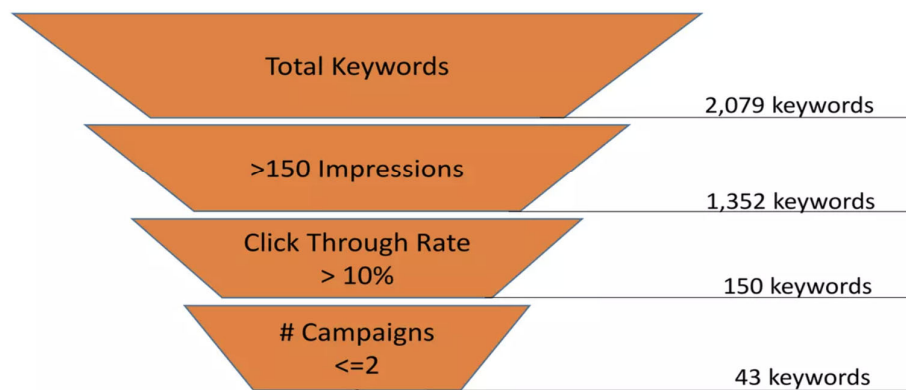 Total Keywords
2,079 keywords
>150 Impressions
1,352 keywords
Click Through Rate
> 10%
150 keywords
# Campaigns
<=2
43 keywords